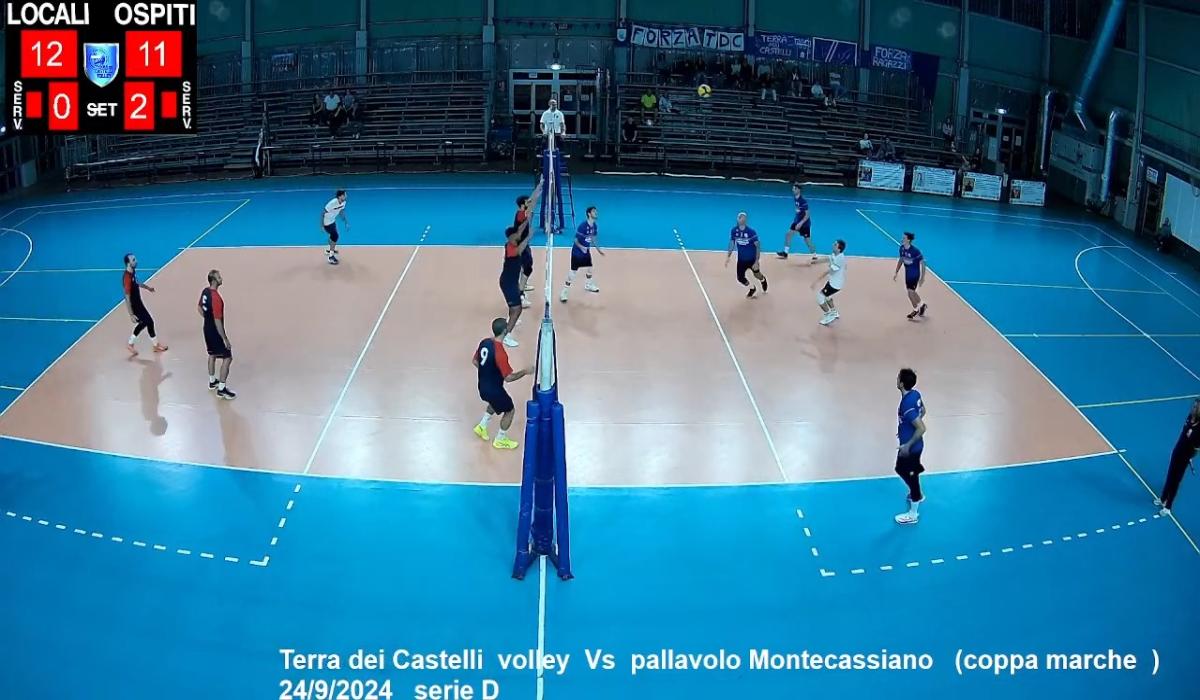 LOCALI OSPITI
12 11
SERV. 0 SET 2 SERV.
FORZA TDC
TERRA
CASTELLI
FORZA
RAGAZZI
9
Terra dei Castelli volley Vs pallavolo Montecassiano (coppa marche )
24/9/2024 serie D